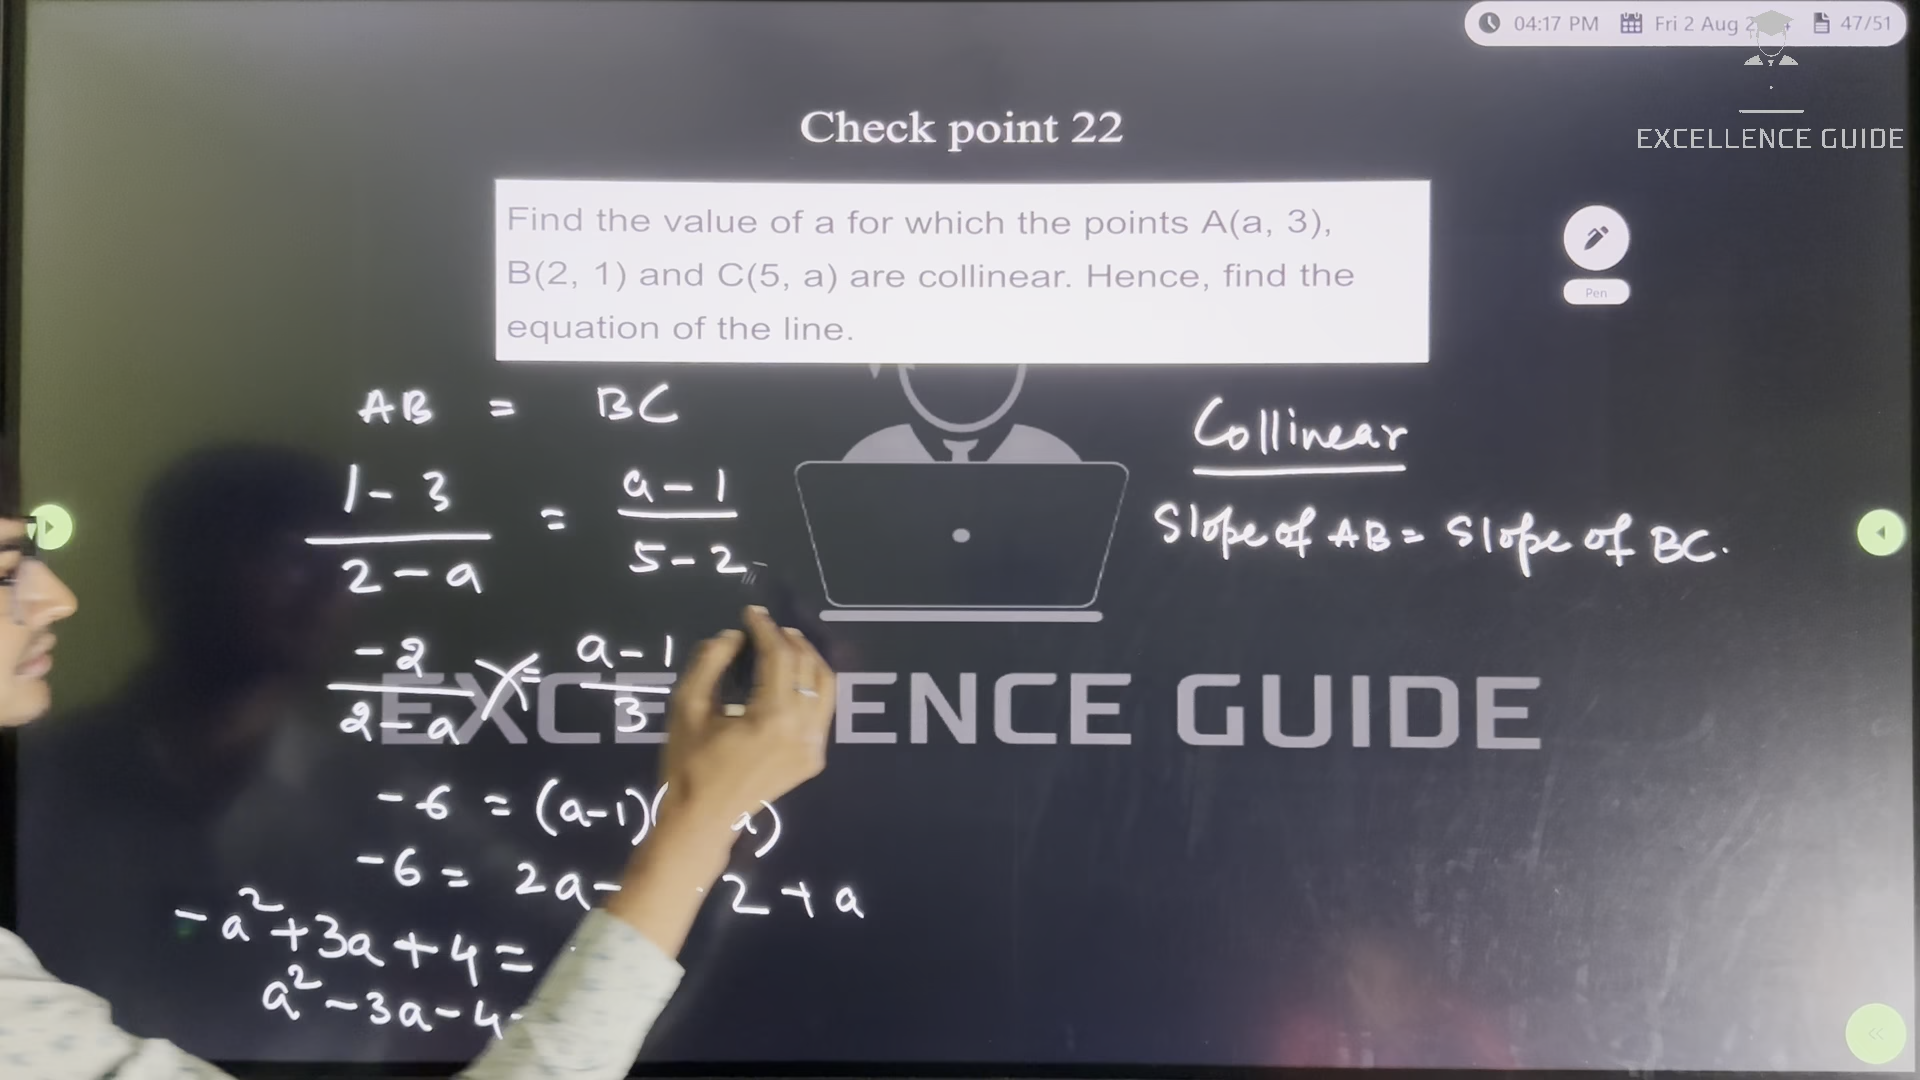 04:17 PM Fri 2 Aug 47/51
EXCELLENCE GUIDE
Check point 22
Find the value of a for which the points A(a, 3),
B(2, 1) and C(5, a) are collinear. Hence, find the
equation of the line.
Pen
AB = BC
1 - 3 / 2 - a = a - 1 / 5 - 2
-2 / 2 - a = a - 1 / 3
-6 = (a-1)( a)
-6 = 2a - 2 + a
-a² + 3a + 4 =
a² - 3a - 4
Collinear
Slope of AB = Slope of BC.
GUIDE